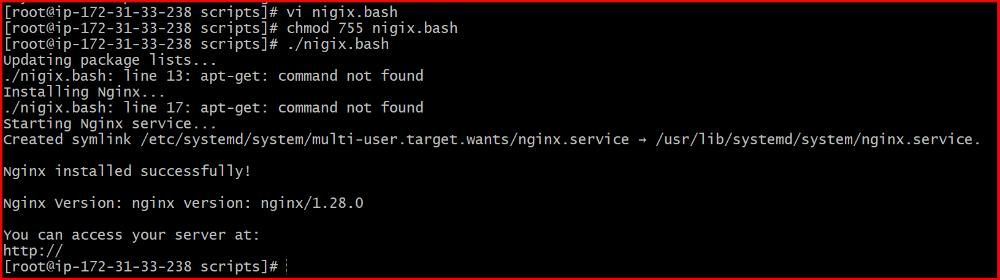 [root@ip-172-31-33-238 scripts]# vi nigix.bash
[root@ip-172-31-33-238 scripts]# chmod 755 nigix.bash
[root@ip-172-31-33-238 scripts]# ./nigix.bash
Updating package lists...
./nigix.bash: line 13: apt-get: command not found
Installing Nginx...
./nigix.bash: line 17: apt-get: command not found
Starting Nginx service...
Created symlink /etc/systemd/system/multi-user.target.wants/nginx.service → /usr/lib/systemd/system/nginx.service.
Nginx installed successfully!
Nginx Version: nginx version: nginx/1.28.0
You can access your server at:
http://
[root@ip-172-31-33-238 scripts]#